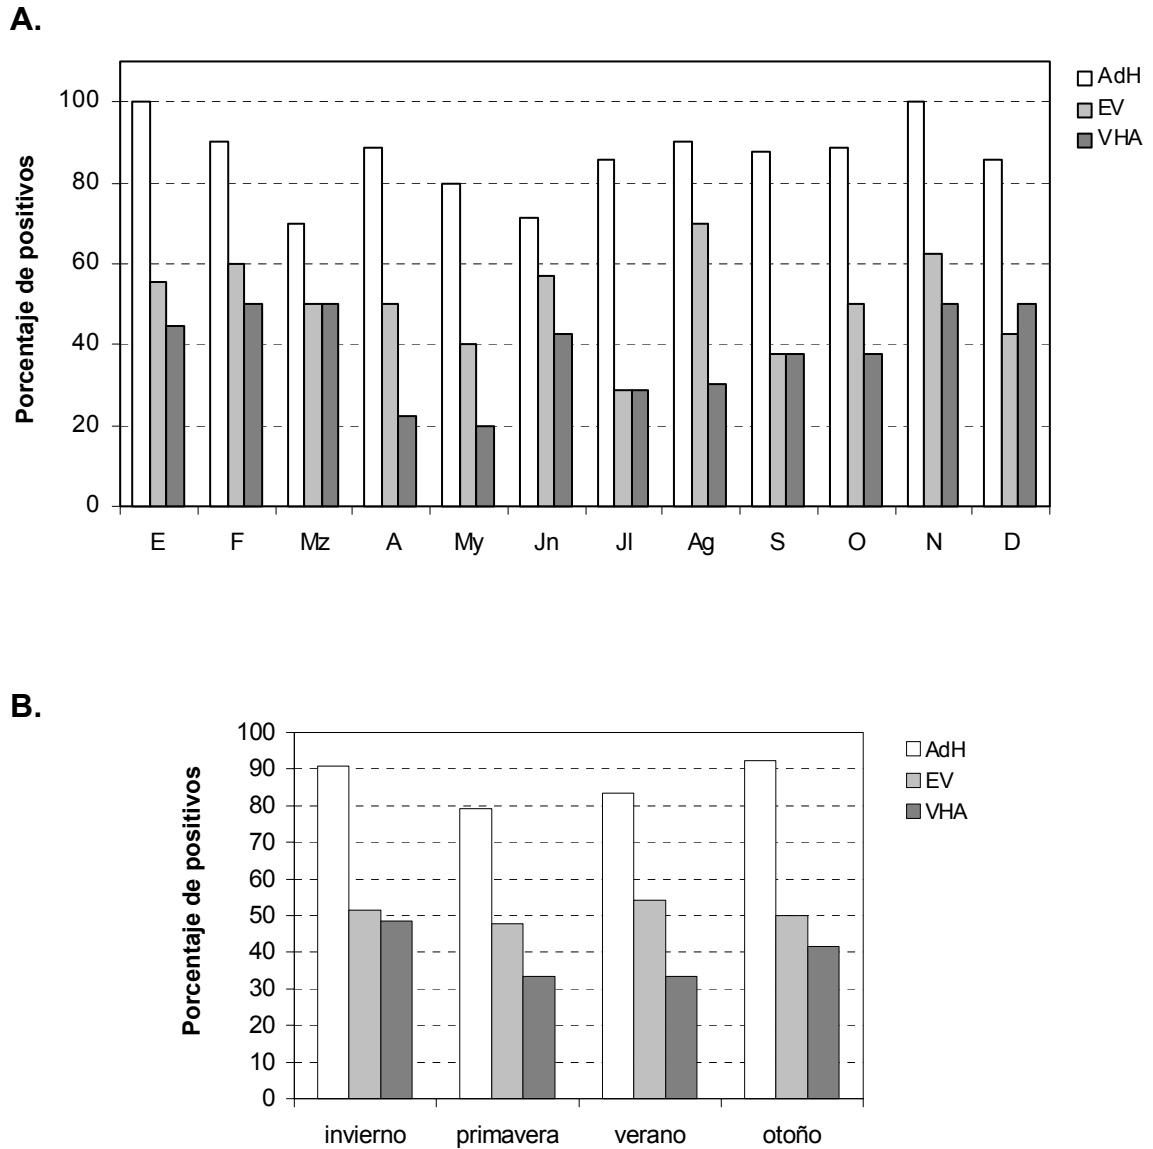 A.
Porcentaje de positivos
100
80
60
40
20
0
E F Mz A My Jn Jl Ag S O N D
AdH
EV
VHA
B.
Porcentaje de positivos
100
90
80
70
60
50
40
30
20
10
0
invierno primavera verano otoño
AdH
EV
VHA